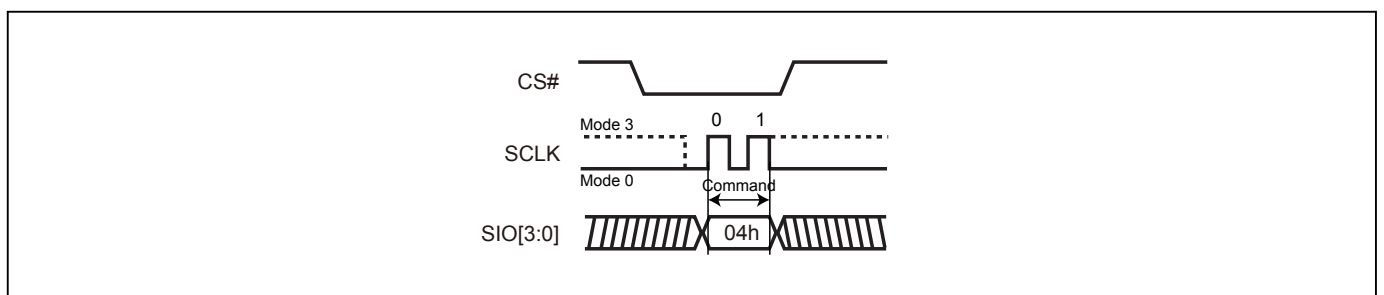 CS#
Mode 3
0 1
SCLK
Mode 0
Command
SIO[3:0]
04h